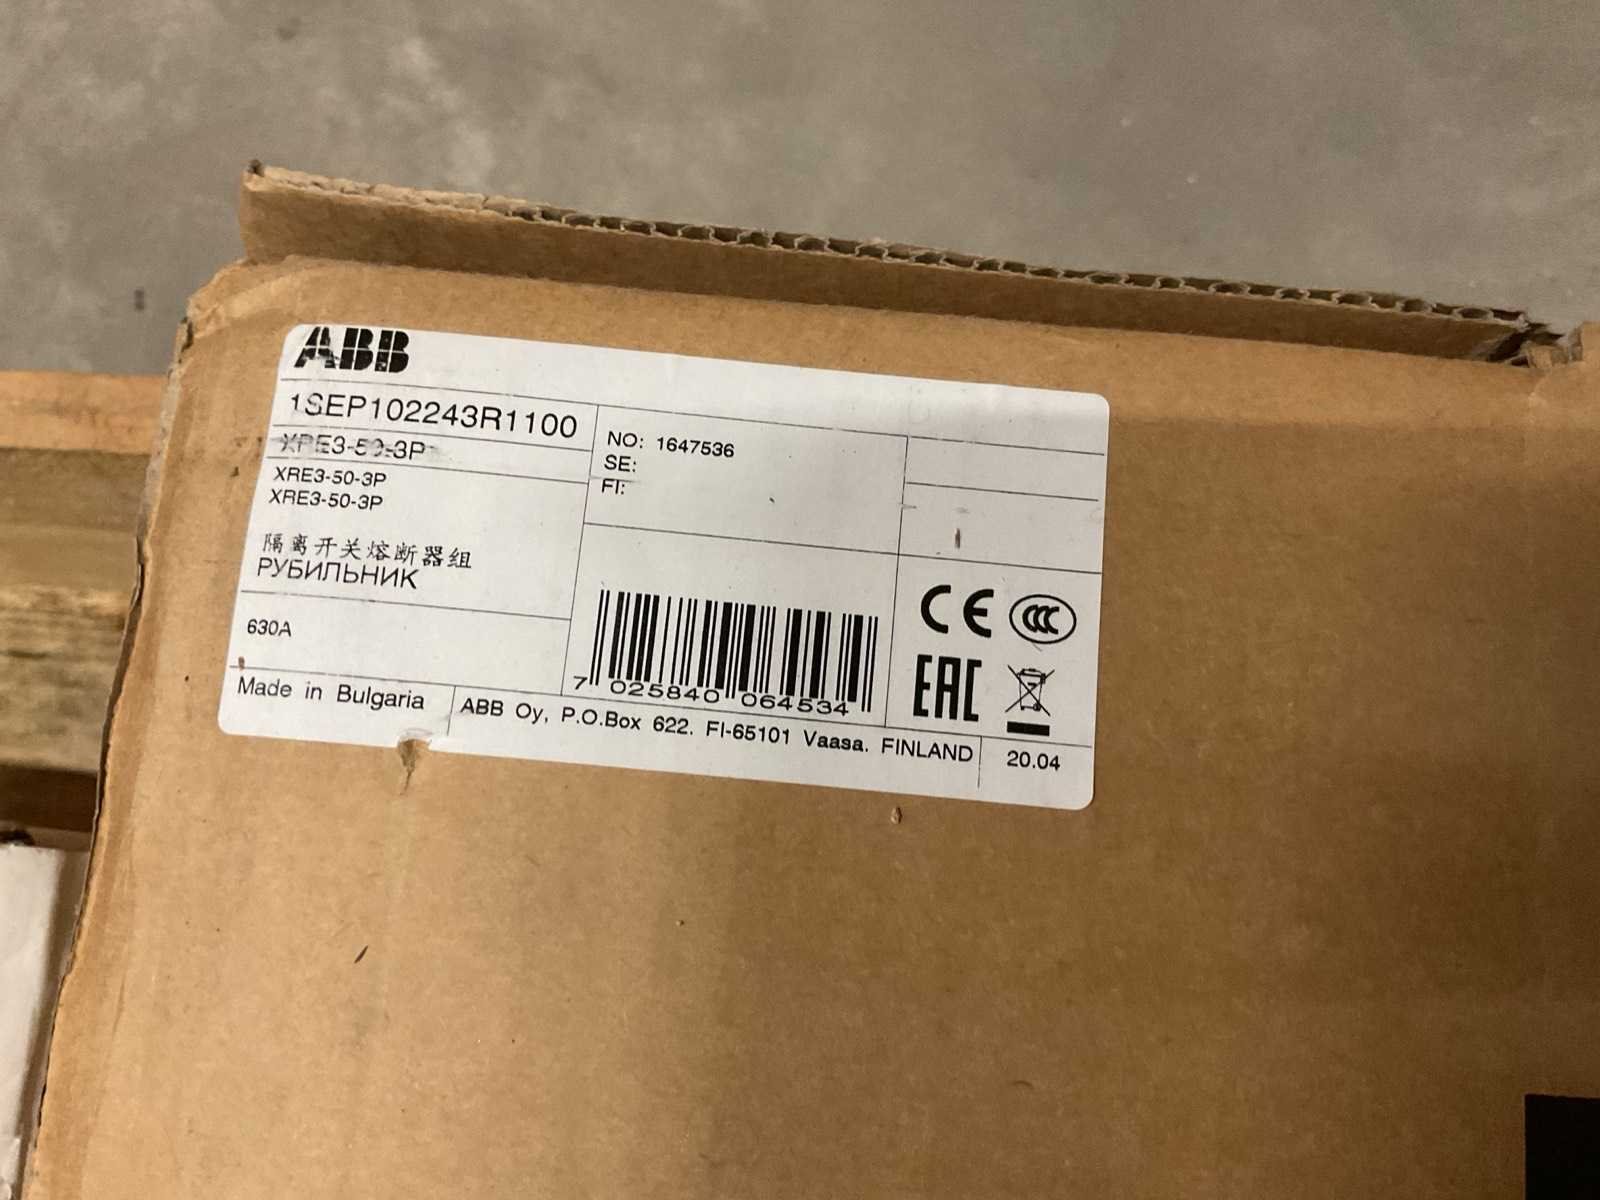 ABB
1SEP102243R1100
XRE3-50-3P
XRE3-50-3P
XRE3-50-3P
隔离开关熔断器组
РУБИЛЬНИК
630A
NO: 1647536
SE:
FI:
7 025840 064534
CE CCC
EAC
Made in Bulgaria
ABB Oy, P.O.Box 622. FI-65101 Vaasa. FINLAND
20.04